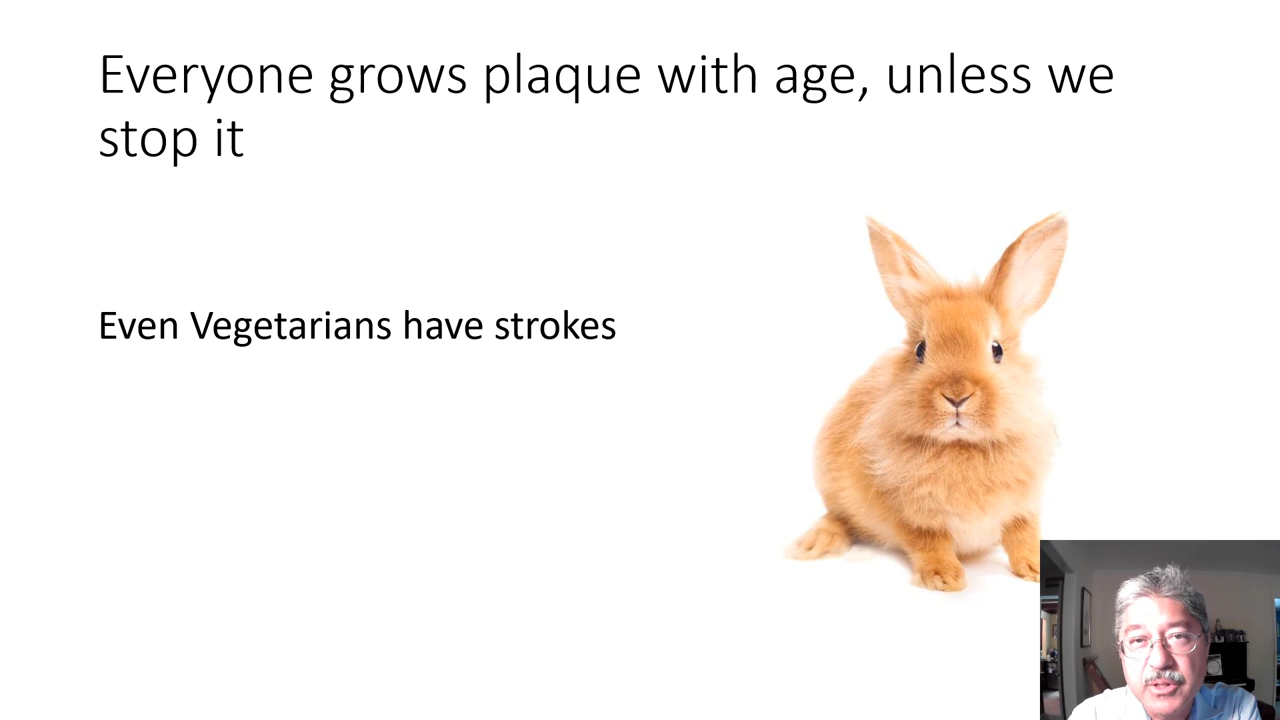 Everyone grows plaque with age, unless we
stop it
Even Vegetarians have strokes